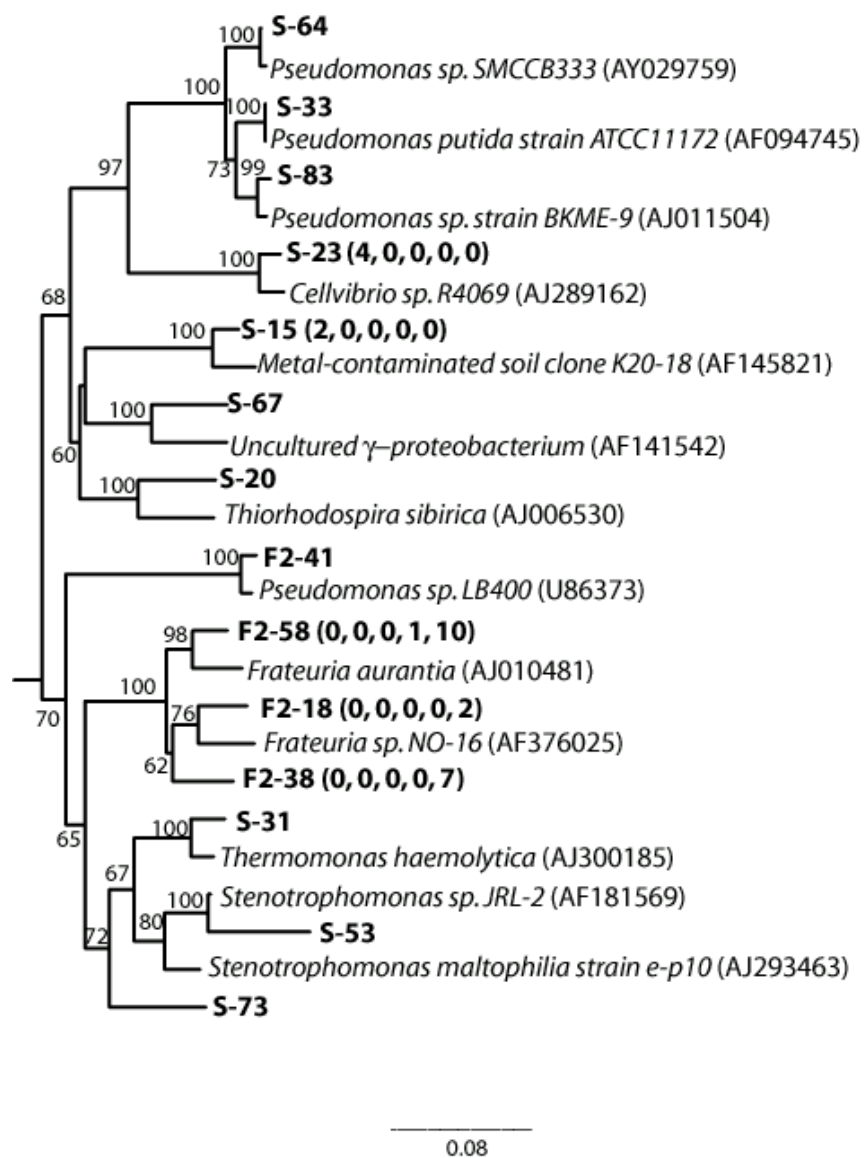 100
S-64
Pseudomonas sp. SMCCB333 (AY029759)
100
100
S-33
Pseudomonas putida strain ATCC11172 (AF094745)
97
73
99
S-83
Pseudomonas sp. strain BKME-9 (AJ011504)
100
S-23 (4, 0, 0, 0, 0)
Cellvibrio sp. R4069 (AJ289162)
68
100
S-15 (2, 0, 0, 0, 0)
Metal-contaminated soil clone K20-18 (AF145821)
100
S-67
Uncultured γ–proteobacterium (AF141542)
60
100
S-20
Thiorhodospira sibirica (AJ006530)
100
F2-41
Pseudomonas sp. LB400 (U86373)
98
F2-58 (0, 0, 0, 1, 10)
Frateuria aurantia (AJ010481)
100
76
F2-18 (0, 0, 0, 0, 2)
70
Frateuria sp. NO-16 (AF376025)
62
F2-38 (0, 0, 0, 0, 7)
65
100
S-31
Thermomonas haemolytica (AJ300185)
67
100
Stenotrophomonas sp. JRL-2 (AF181569)
72
80
S-53
Stenotrophomonas maltophilia strain e-p10 (AJ293463)
S-73
0.08